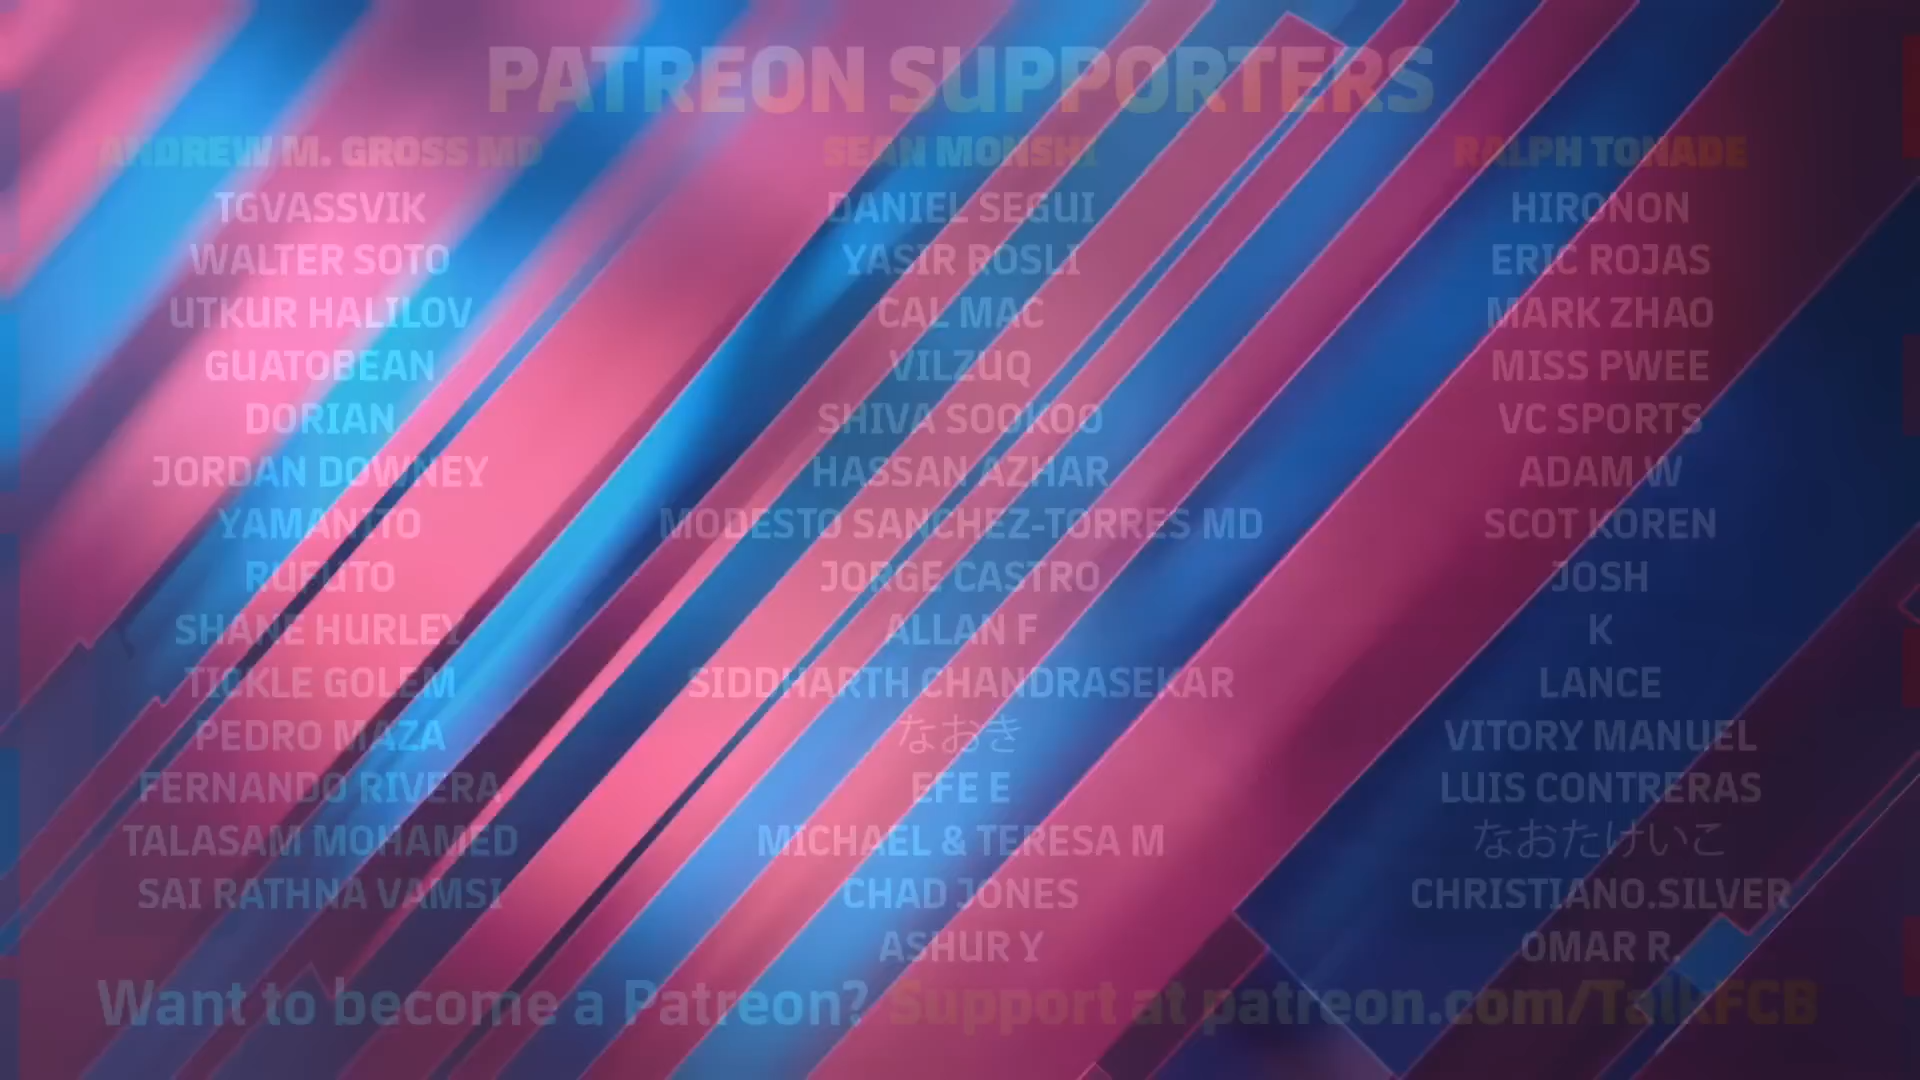 PATREON SUPPORTERS
ANDREW M. GROSS MD
TGVASSVIK
WALTER SOTO
UTKUR HALILOV
GUATOBEAN
DORIAN
JORDAN DOWNEY
YAMANITO
RUFUTO
SHANE HURLEY
TICKLE GOLEM
PEDRO MAZA
FERNANDO RIVERA
TALASAM MOHAMED
SAI RATHNA VAMSI
SEAN MONSHI
DANIEL SEGUI
YASIR ROSLI
CAL MAC
VILZUQ
SHIVA SOOKOO
HASSAN AZHAR
MODESTO SANCHEZ-TORRES MD
JORGE CASTRO
ALLAN F
SIDDHARTH CHANDRASEKAR
なおき
EFE E
MICHAEL & TERESA M
CHAD JONES
ASHUR Y
RALPH TONADE
HIRONON
ERIC ROJAS
MARK ZHAO
MISS PWEE
VC SPORTS
ADAM W
SCOT KOREN
JOSH
K
LANCE
VITORY MANUEL
LUIS CONTRERAS
なおたけいこ
CHRISTIANO.SILVER
OMAR R.
Want to become a Patreon? Support at patreon.com/TalkFCB